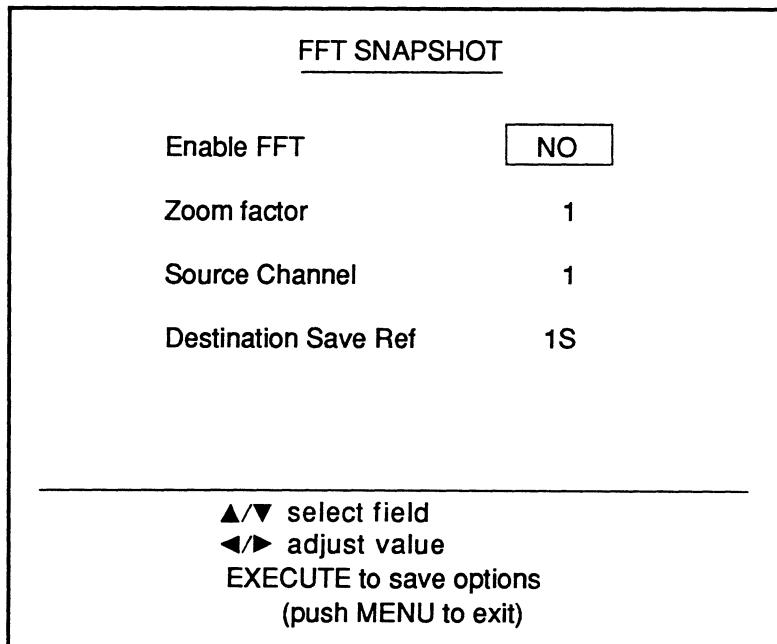 FFT SNAPSHOT
Enable FFT NO
Zoom factor 1
Source Channel 1
Destination Save Ref 1S
▲/▼ select field
◄/► adjust value
EXECUTE to save options
(push MENU to exit)